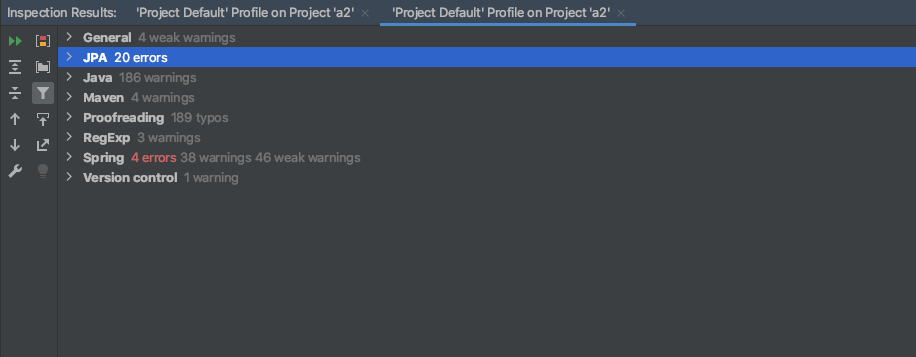 Inspection Results: 'Project Default' Profile on Project 'a2' × 'Project Default' Profile on Project 'a2' ×
General 4 weak warnings
JPA 20 errors
Java 186 warnings
Maven 4 warnings
Proofreading 189 typos
RegExp 3 warnings
Spring 4 errors 38 warnings 46 weak warnings
Version control 1 warning